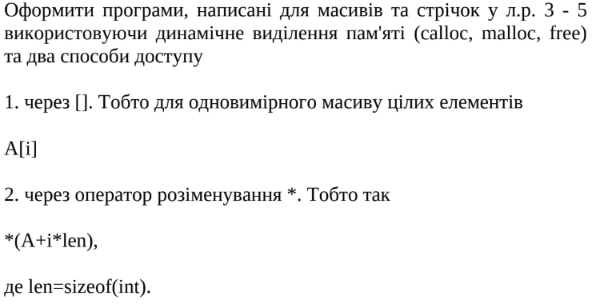 Оформити програми, написані для масивів та стрічок у л.р. 3 - 5
використовуючи динамічне виділення пам'яті (calloc, malloc, free)
та два способи доступу
1. через []. Тобто для одновимірного масиву цілих елементів
A[i]
2. через оператор розіменування *. Тобто так
*(A+i*len),
де len=sizeof(int).